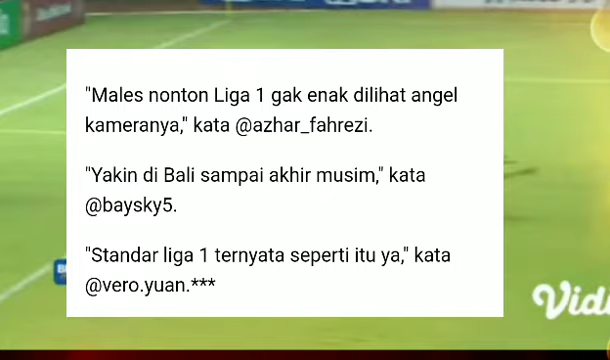 "Males nonton Liga 1 gak enak dilihat angel
kameranya," kata @azhar_fahrezi.
"Yakin di Bali sampai akhir musim," kata
@baysky5.
"Standar liga 1 ternyata seperti itu ya," kata
@vero.yuan.***